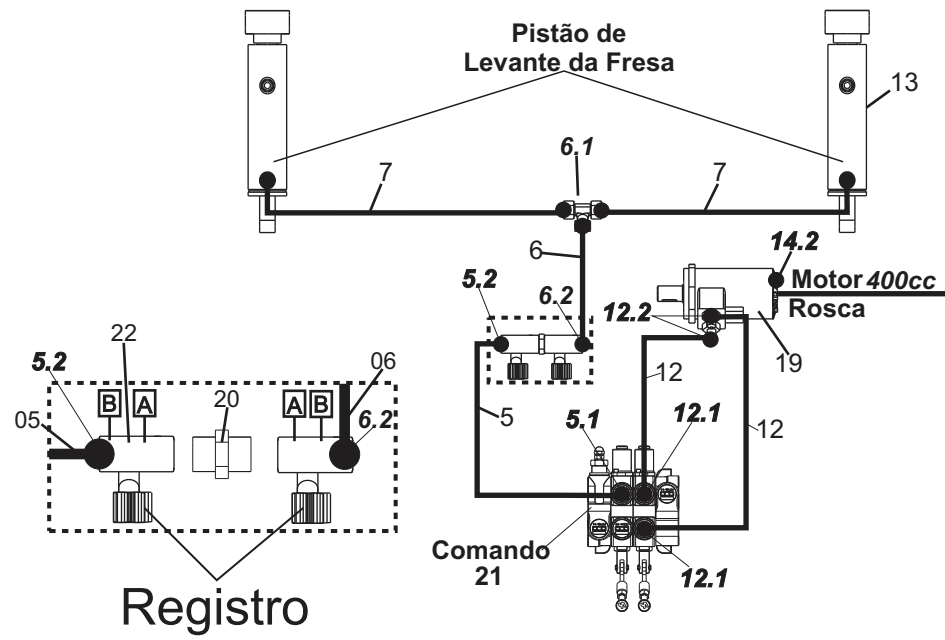 Pistão de
Levante da Fresa
13
6.1
7
7
6
14.2
5.2
6.2
Motor 400cc
Rosca
12.2
19
22
06
5.2
20
12
B
A
A
B
05
6.2
5
5.1
12.1
12
Comando
21
12.1
Registro